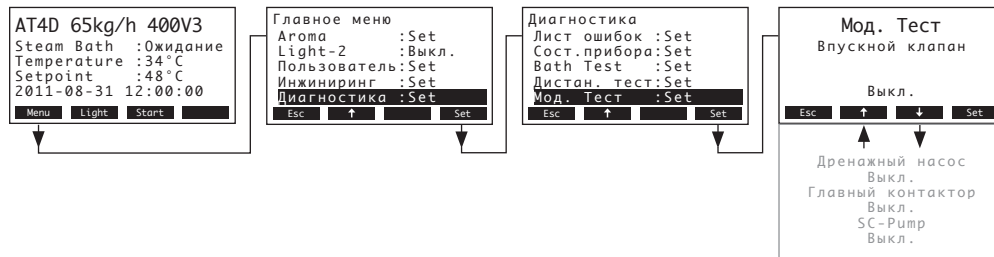 AT4D 65kg/h 400V3
Steam Bath :Ожидание
Temperature :34°C
Setpoint :48°C
2011-08-31 12:00:00
Menu Light Start
Главное меню
Aroma :Set
Light-2 :Выкл.
Пользователь:Set
Инжиниринг :Set
Диагностика :Set
Esc ↑ Set
Диагностика
Лист ошибок :Set
Сост.прибора:Set
Bath Test :Set
Дистан. тест:Set
Мод. Тест :Set
Esc ↑ Set
Мод. Тест
Впускной клапан
Выкл.
Esc ↑ ↓ Set
Дренажный насос
Выкл.
Главный контактор
Выкл.
SC-Pump
Выкл.